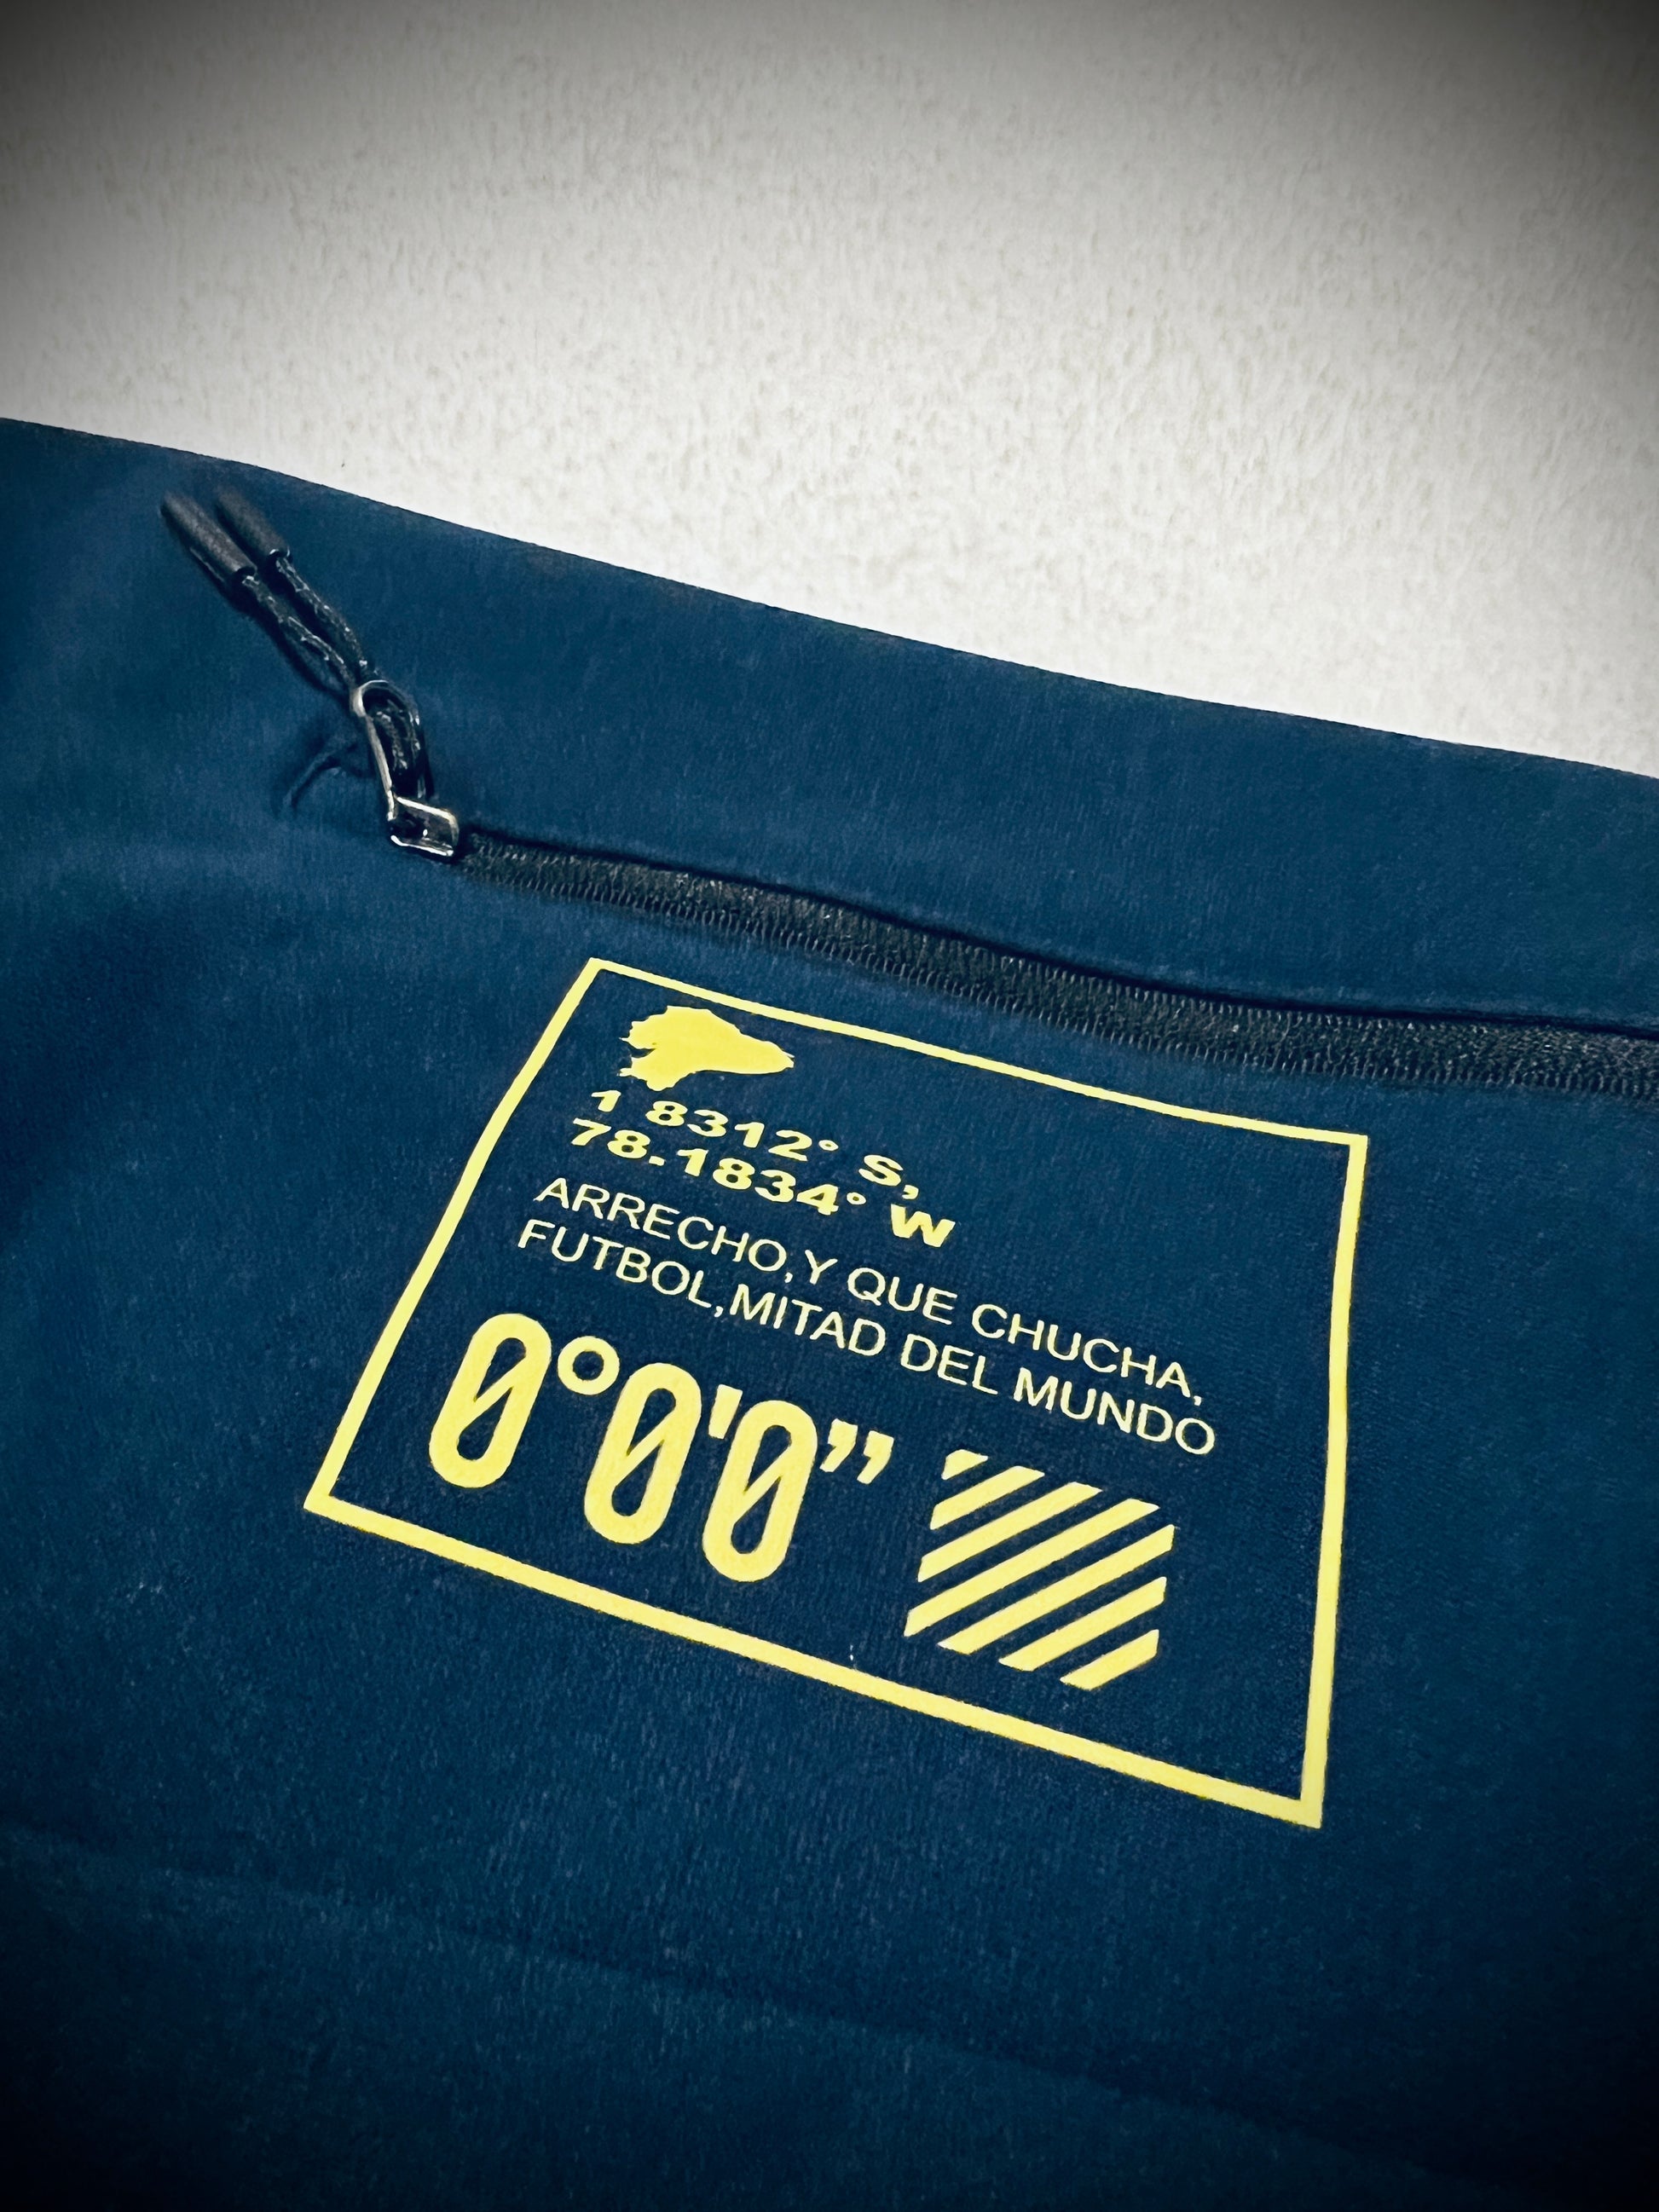 1 8312° S,
78.1834° W
ARRECHO,Y QUE CHUCHA,
FUTBOL,MITAD DEL MUNDO
0°0'0”